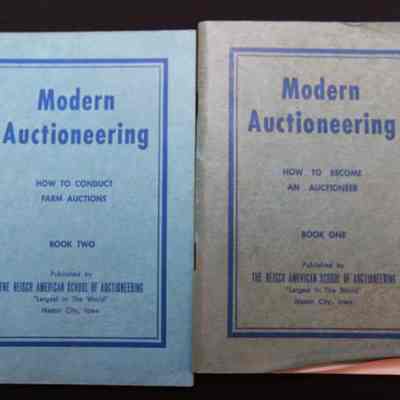 Modern
Auctioneering
HOW TO CONDUCT
FARM AUCTIONS
BOOK TWO
Published by
THE REISCH AMERICAN SCHOOL OF AUCTIONEERING
"Largest In The World"
Mason City, Iowa
Modern
Auctioneering
HOW TO BECOME
AN AUCTIONEER
BOOK ONE
Published by
THE REISCH AMERICAN SCHOOL OF AUCTIONEERING
"Largest In The World"
Mason City, Iowa